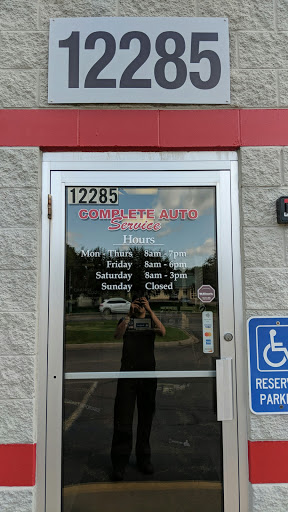 12285
12285
COMPLETE AUTO
Service
Hours
Mon - Thurs 8am - 7pm
Friday 8am - 6pm
Saturday 8am - 3pm
Sunday Closed
RESER
PARK